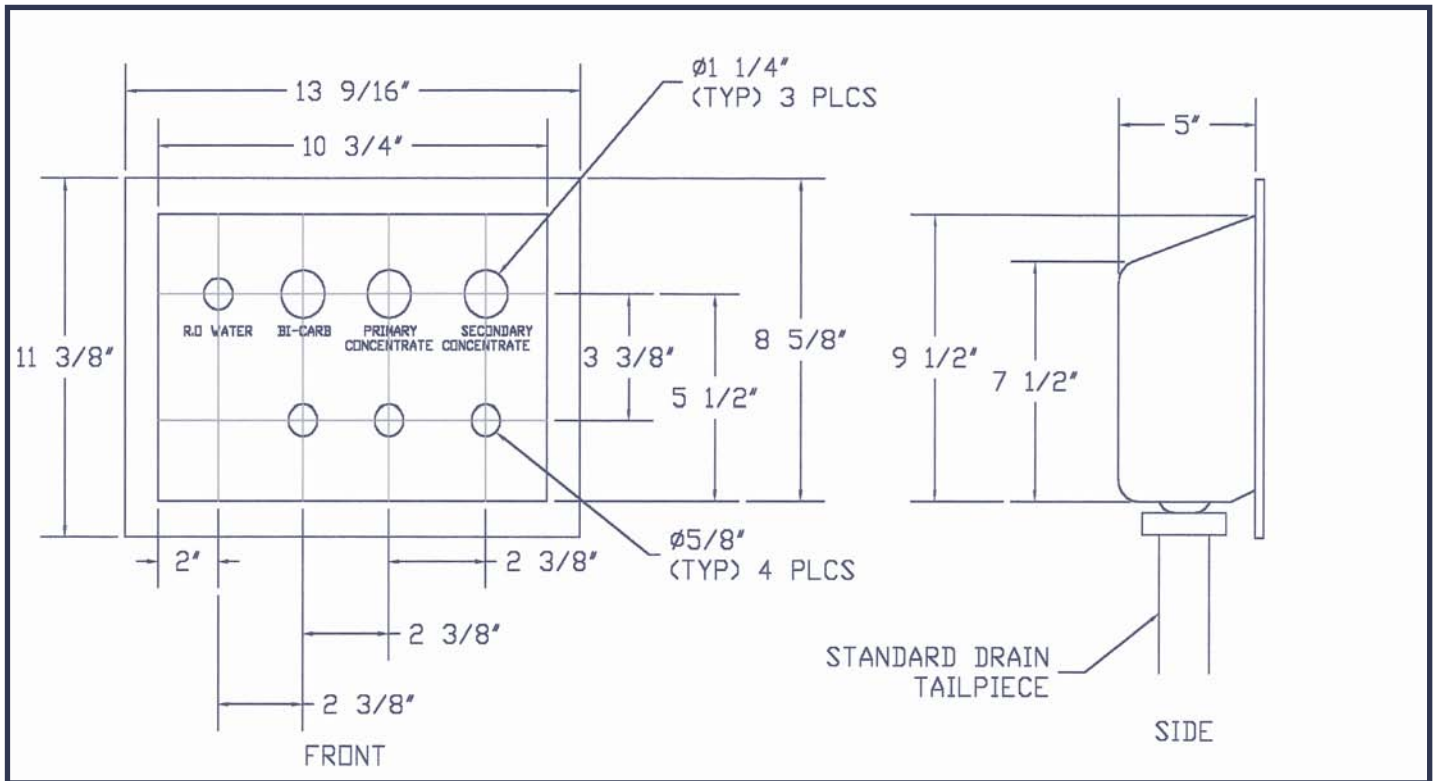 13 9/16"
10 3/4"
ø1 1/4"
(TYP) 3 PLCS
5"
R.O WATER
BI-CARB
PRIMARY
CONCENTRATE
SECONDARY
CONCENTRATE
11 3/8"
3 3/8"
5 1/2"
8 5/8"
9 1/2"
7 1/2"
2"
2 3/8"
ø5/8"
(TYP) 4 PLCS
2 3/8"
2 3/8"
FRONT
STANDARD DRAIN
TAILPIECE
SIDE